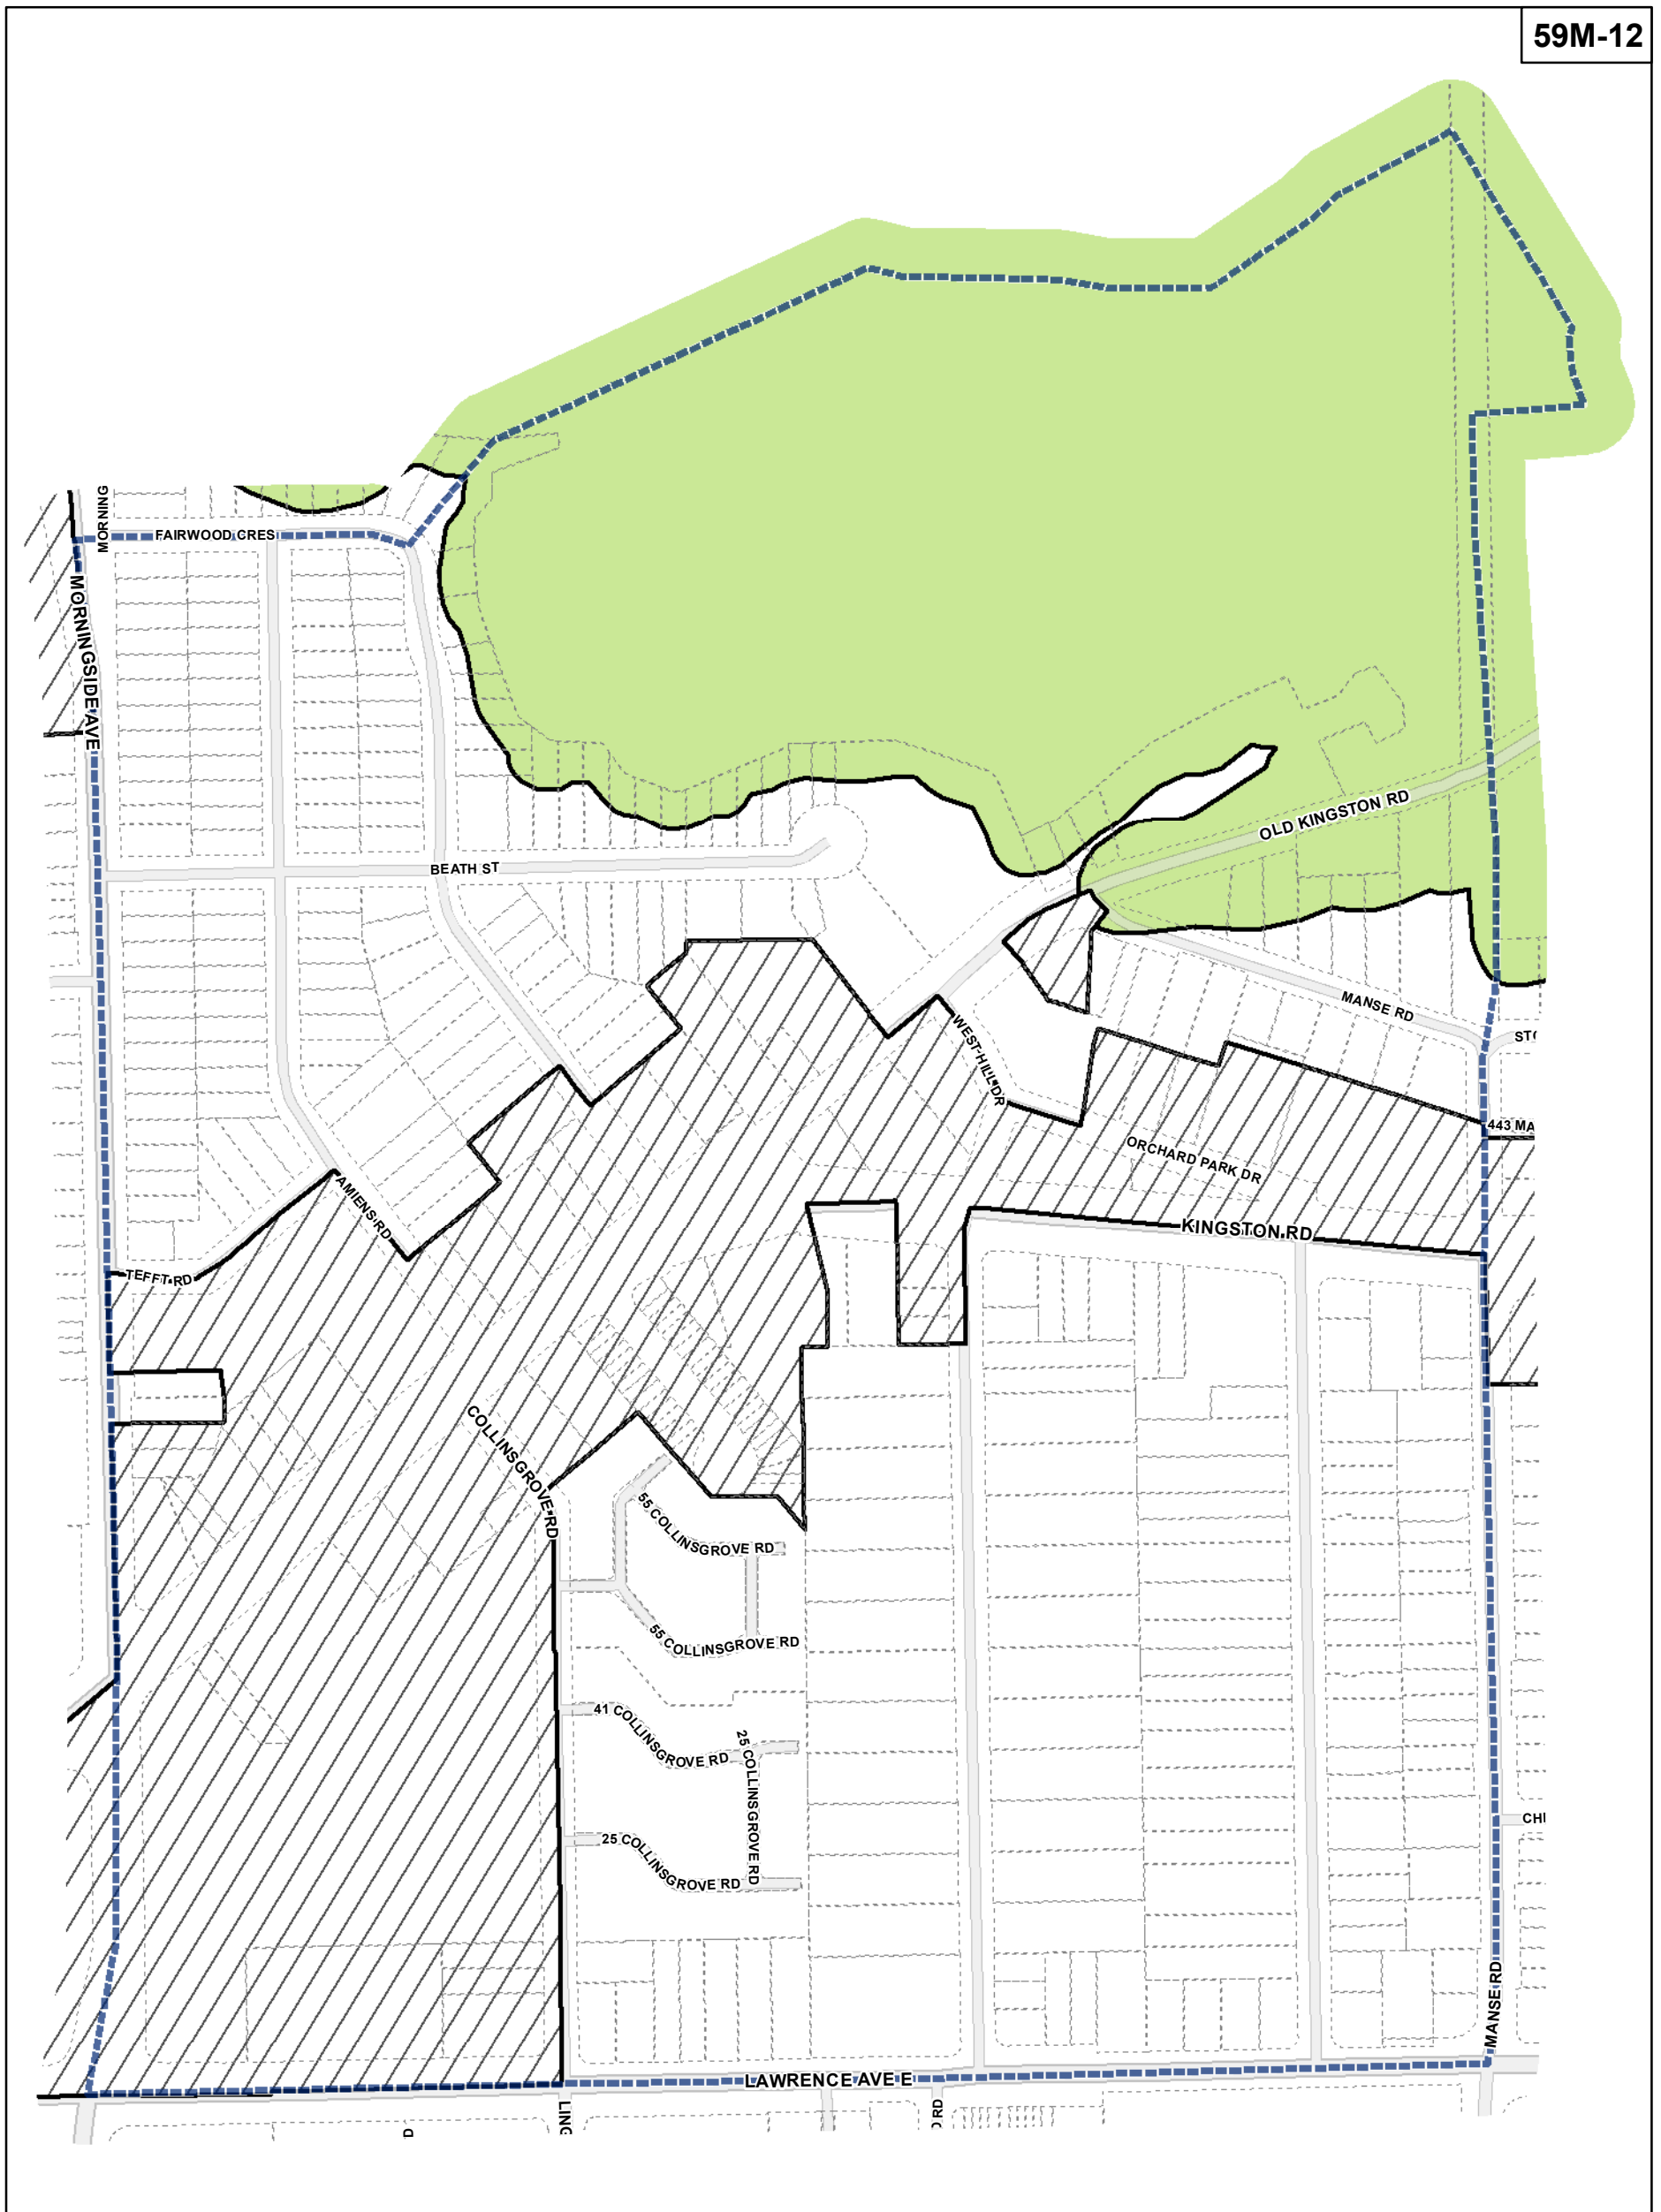 59M-12
MORNING
FAIRWOOD CRES
MORNINGSIDE AVE
OLD KINGSTON RD
BEATH ST
MANSE RD
WEST HILL DR
443 MA
ORCHARD PARK DR
AMIENS RD
KINGSTON RD
TEFFT RD
COLLINSGROVE RD
55 COLLINSGROVE RD
55 COLLINSGROVE RD
41 COLLINSGROVE RD
25 COLLINSGROVE RD
25 COLLINSGROVE RD
MANSE RD
LAWRENCE AVE E
LING
RD
D